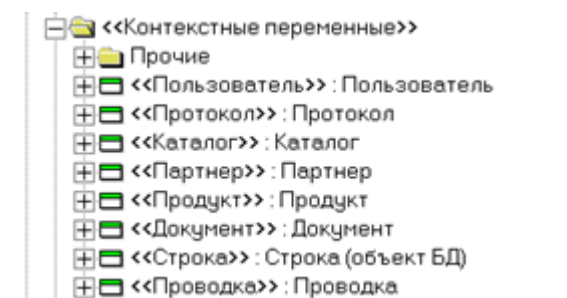 <<Контекстные переменные>>
Прочие
<<Пользователь>> : Пользователь
<<Протокол>> : Протокол
<<Каталог>> : Каталог
<<Партнер>> : Партнер
<<Продукт>> : Продукт
<<Документ>> : Документ
<<Строка>> : Строка (объект БД)
<<Проводка>> : Проводка